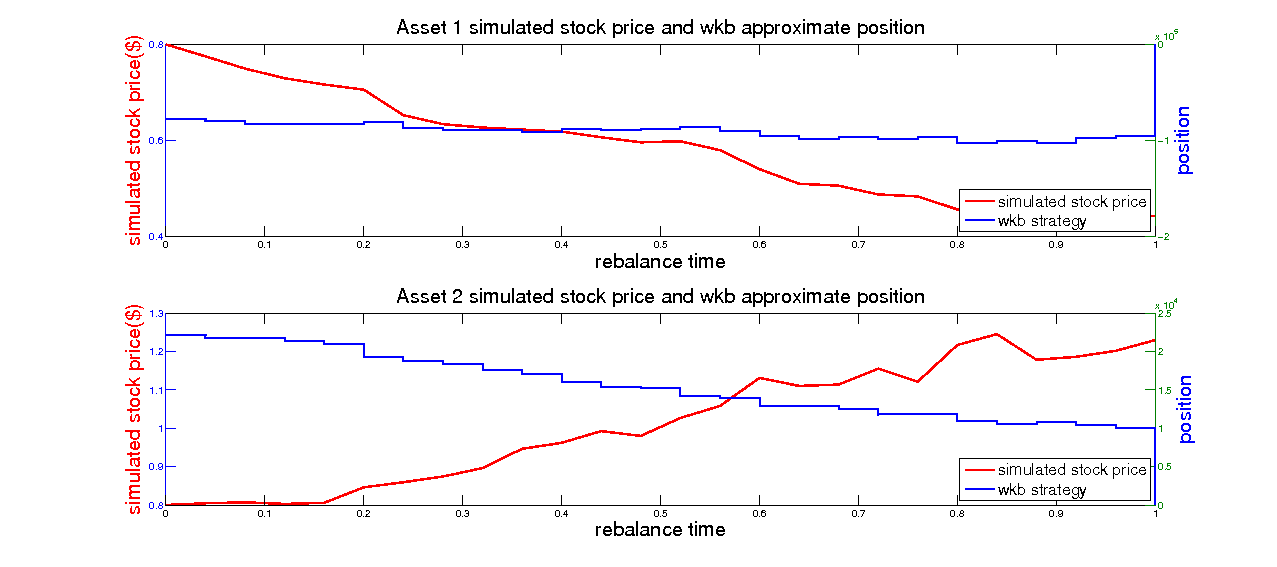 Asset 1 simulated stock price and wkb approximate position
simulated stock price($)
0.8
0.6
0.4
x 10^5
0
-1
-2
position
simulated stock price
wkb strategy
0 0.1 0.2 0.3 0.4 0.5 0.6 0.7 0.8 0.9 1
rebalance time
Asset 2 simulated stock price and wkb approximate position
simulated stock price($)
1.3
1.2
1.1
1
0.9
0.8
x 10^4
2.5
2
1.5
1
0.5
0
position
simulated stock price
wkb strategy
0 0.1 0.2 0.3 0.4 0.5 0.6 0.7 0.8 0.9 1
rebalance time